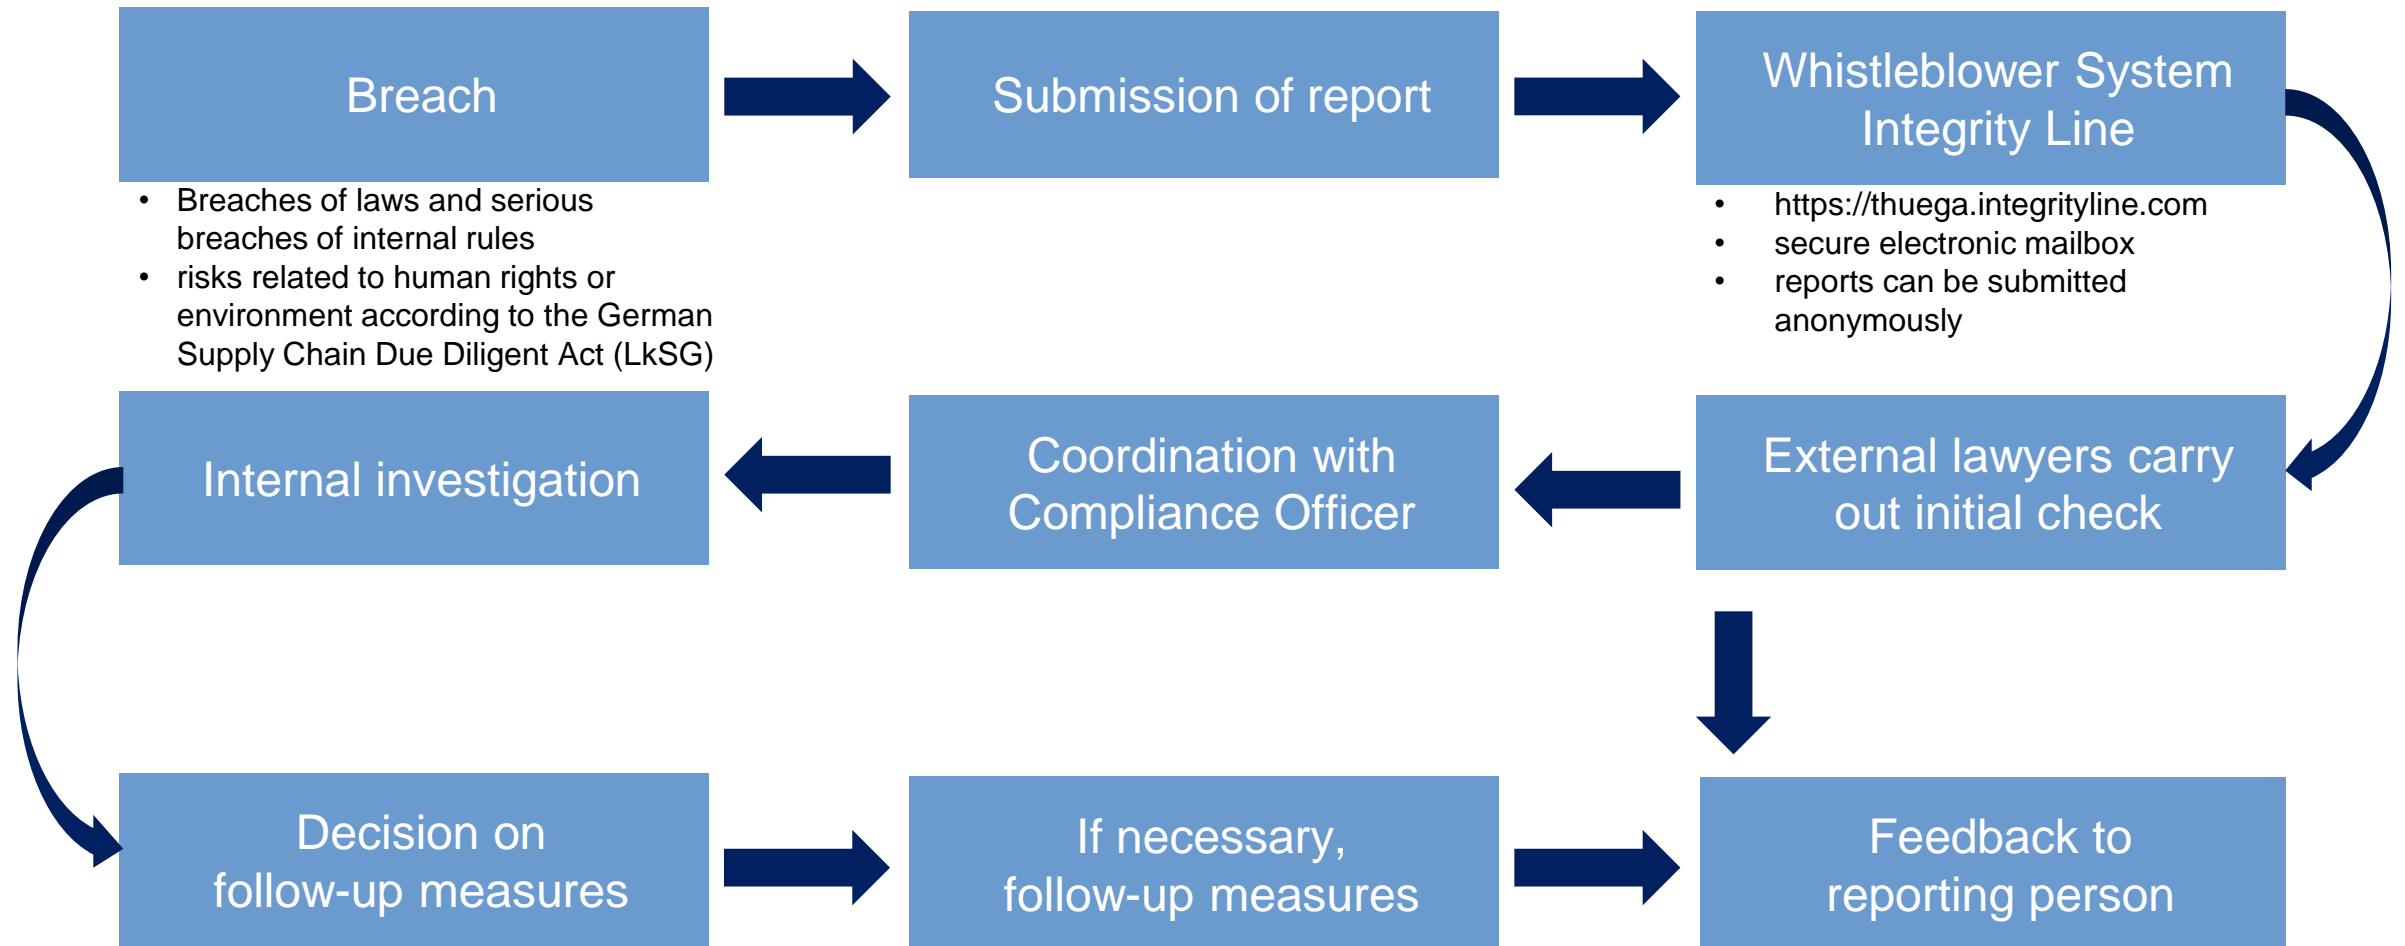 Breach
Submission of report
Whistleblower System
Integrity Line
• Breaches of laws and serious
breaches of internal rules
• risks related to human rights or
environment according to the German
Supply Chain Due Diligent Act (LkSG)
• https://thuega.integrityline.com
• secure electronic mailbox
• reports can be submitted
anonymously
Internal investigation
Coordination with
Compliance Officer
External lawyers carry
out initial check
Decision on
follow-up measures
If necessary,
follow-up measures
Feedback to
reporting person